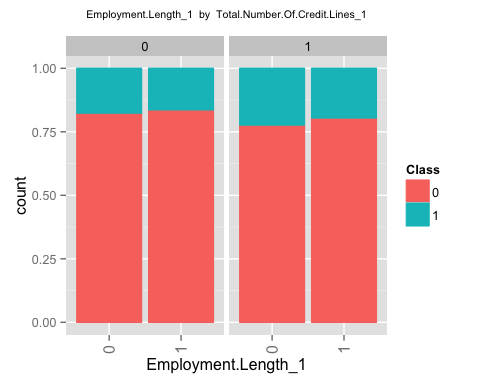 Employment.Length_1 by Total.Number.Of.Credit.Lines_1
0 1
1.00
0.75
0.50
0.25
0.00
count
0 1 0 1
Employment.Length_1
Class
0
1